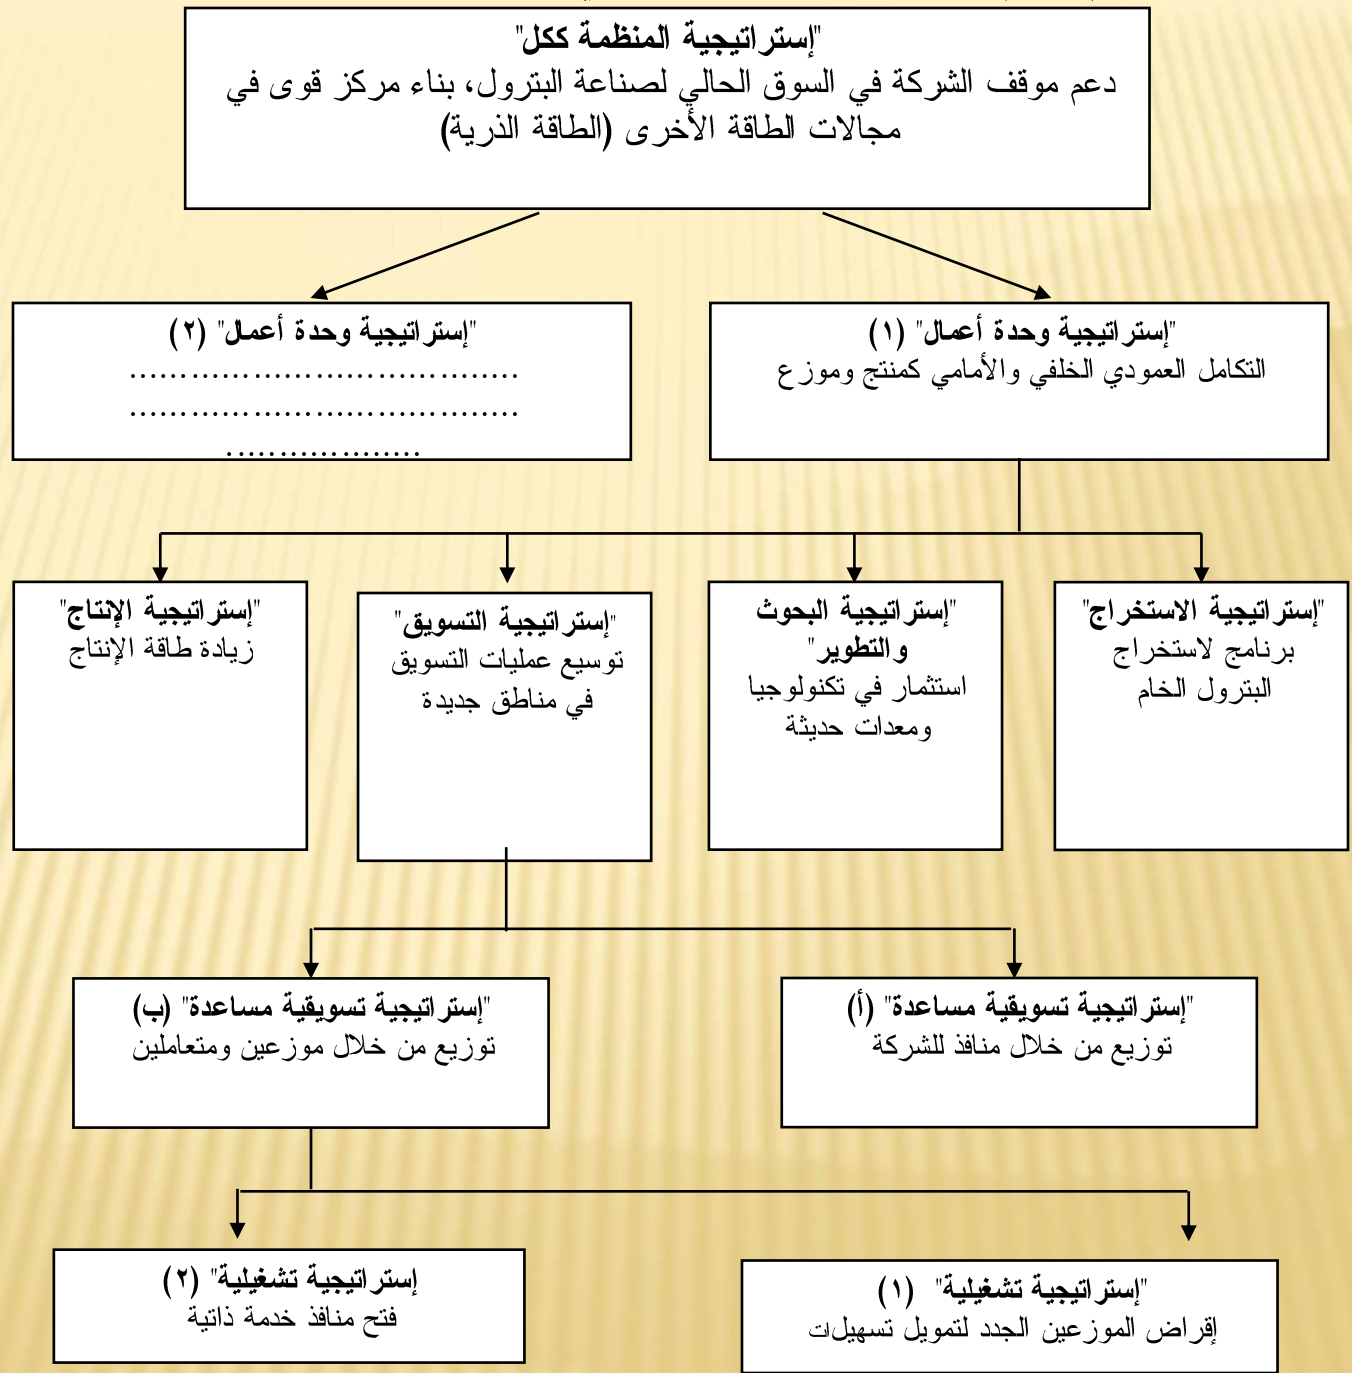 "إستراتيجية المنظمة ككل"
دعم موقف الشركة في السوق الحالي لصناعة البترول، بناء مركز قوى في
مجالات الطاقة الأخرى (الطاقة الذرية)
"إستراتيجية وحدة أعمال" (١)
التكامل العمودي الخلفي والأمامي كمنتج وموزع
"إستراتيجية وحدة أعمال" (٢)
......................................
......................................
...................
"إستراتيجية الاستخراج"
برنامج لاستخراج
البترول الخام
"إستراتيجية البحوث
والتطوير"
استثمار في تكنولوجيا
ومعدات حديثة
"إستراتيجية التسويق"
توسيع عمليات التسويق
في مناطق جديدة
"إستراتيجية الإنتاج"
زيادة طاقة الإنتاج
"إستراتيجية تسويقية مساعدة" (أ)
توزيع من خلال منافذ للشركة
"إستراتيجية تسويقية مساعدة" (ب)
توزيع من خلال موزعين ومتعاملين
"إستراتيجية تشغيلية" (١)
إقراض الموزعين الجدد لتمويل تسهيلات
إستراتيجية تشغيلية" (٢)
فتح منافذ خدمة ذاتية